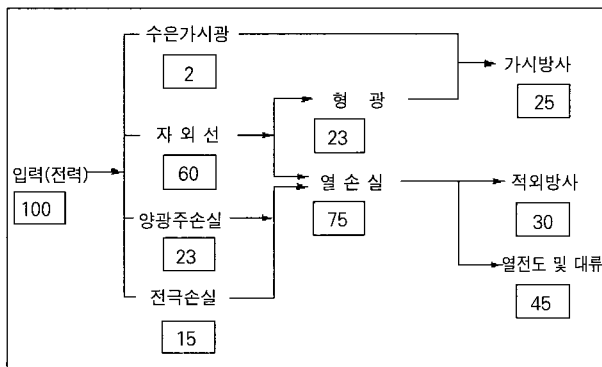 수은가시광
2
가시방사
25
형 광
23
자 외 선
60
입력(전력)
100
열 손 실
75
적외방사
30
양광주손실
23
열전도 및 대류
45
전극손실
15